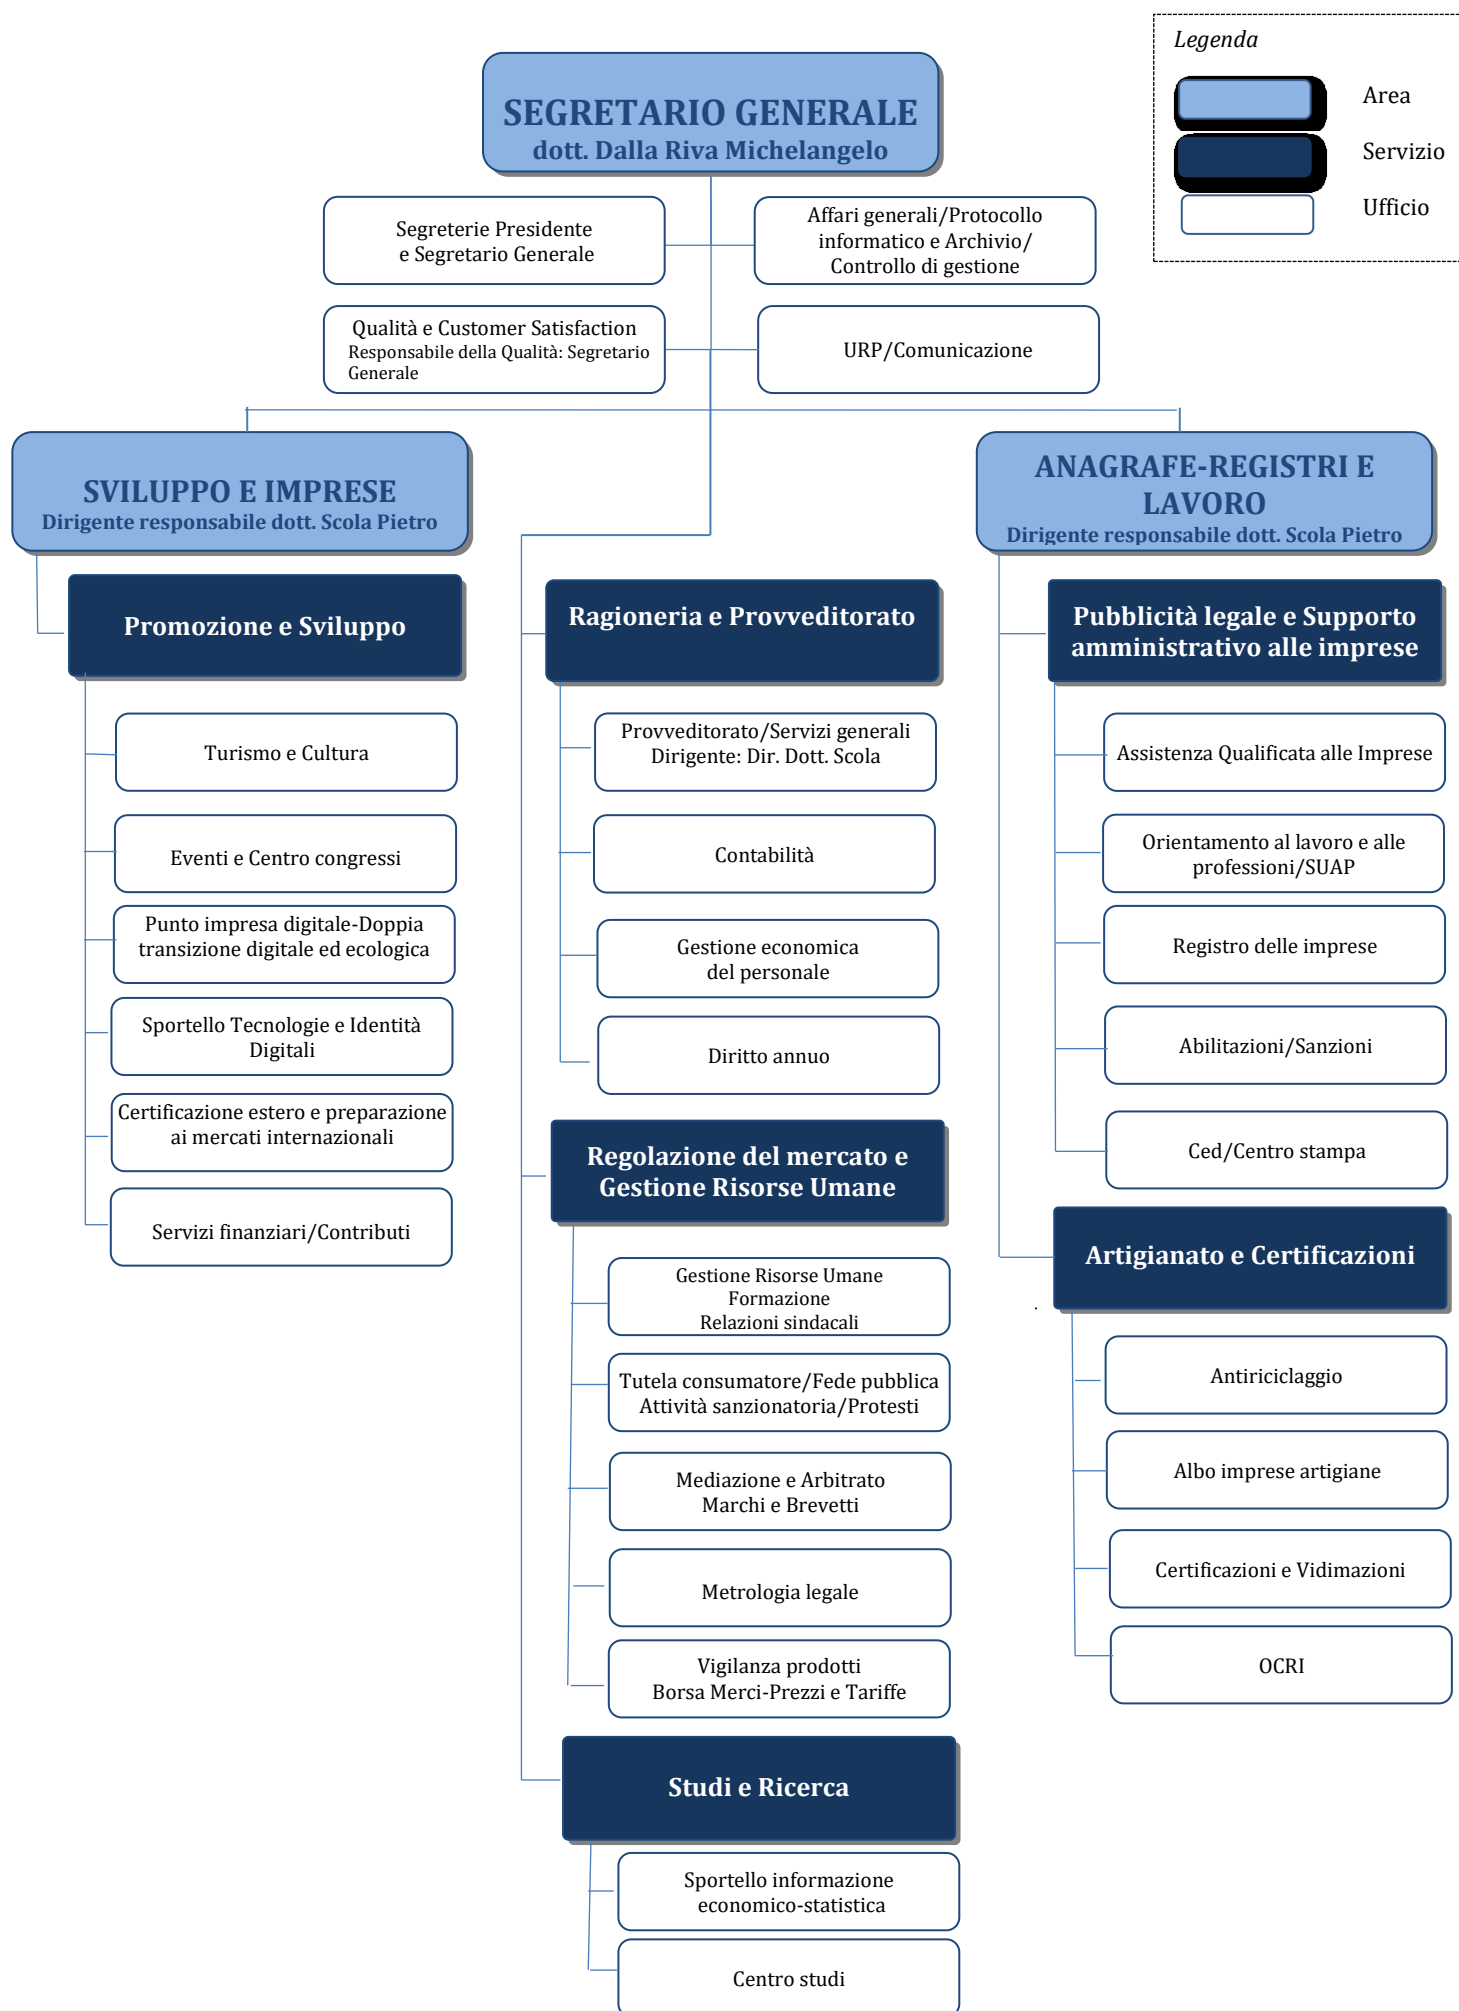 Legenda
Area
Servizio
Ufficio
SEGRETARIO GENERALE
dott. Dalla Riva Michelangelo
Segreterie Presidente
e Segretario Generale
Affari generali/Protocollo
informatico e Archivio/
Controllo di gestione
Qualità e Customer Satisfaction
Responsabile della Qualità: Segretario
Generale
URP/Comunicazione
SVILUPPO E IMPRESE
Dirigente responsabile dott. Scola Pietro
Promozione e Sviluppo
Turismo e Cultura
Eventi e Centro congressi
Punto impresa digitale-Doppia
transizione digitale ed ecologica
Sportello Tecnologie e Identità
Digitali
Certificazione estero e preparazione
ai mercati internazionali
Servizi finanziari/Contributi
Ragioneria e Provveditorato
Provveditorato/Servizi generali
Dirigente: Dir. Dott. Scola
Contabilità
Gestione economica
del personale
Diritto annuo
Regolazione del mercato e
Gestione Risorse Umane
Gestione Risorse Umane
Formazione
Relazioni sindacali
Tutela consumatore/Fede pubblica
Attività sanzionatoria/Protesti
Mediazione e Arbitrato
Marchi e Brevetti
Metrologia legale
Vigilanza prodotti
Borsa Merci-Prezzi e Tariffe
Studi e Ricerca
Sportello informazione
economico-statistica
Centro studi
ANAGRAFE-REGISTRI E
LAVORO
Dirigente responsabile dott. Scola Pietro
Pubblicità legale e Supporto
amministrativo alle imprese
Assistenza Qualificata alle Imprese
Orientamento al lavoro e alle
professioni/SUAP
Registro delle imprese
Abilitazioni/Sanzioni
Ced/Centro stampa
Artigianato e Certificazioni
.
Antiriciclaggio
Albo imprese artigiane
Certificazioni e Vidimazioni
OCRI